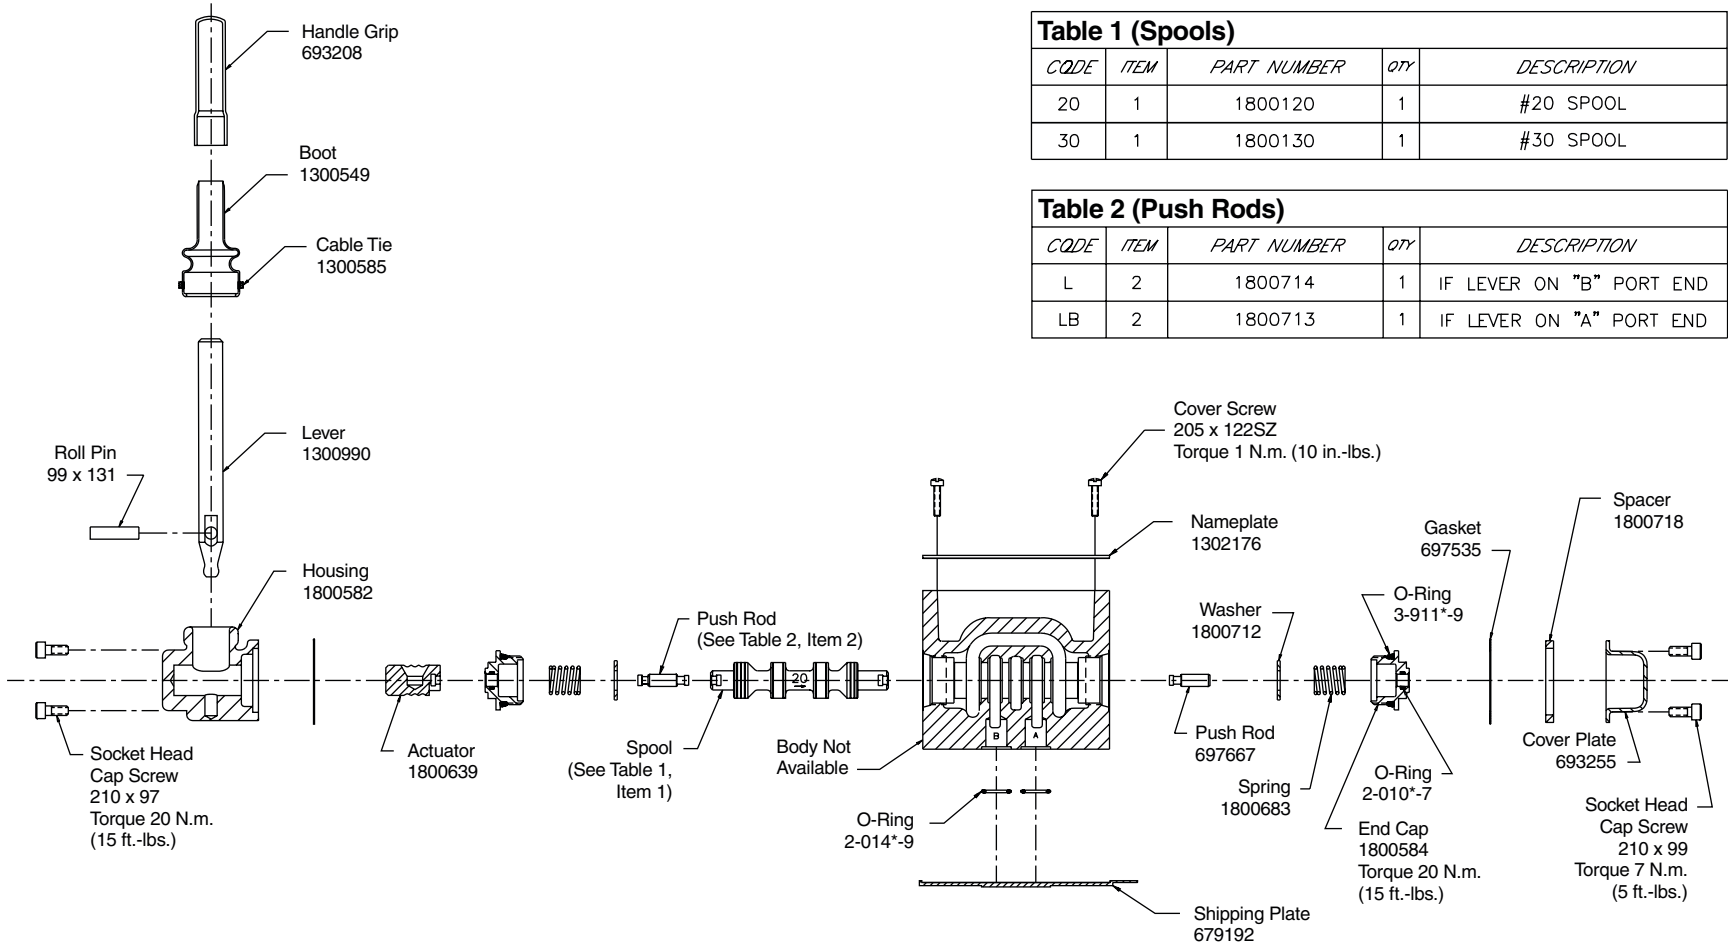 Handle Grip
693208
Boot
1300549
Cable Tie
1300585
Lever
1300990
Roll Pin
99 x 131
Housing
1800582
Socket Head
Cap Screw
210 x 97
Torque 20 N.m.
(15 ft.-lbs.)
Actuator
1800639
Push Rod
(See Table 2, Item 2)
20
Spool
(See Table 1,
Item 1)
Table 1 (Spools)
CODE ITEM PART NUMBER QTY DESCRIPTION
20 1 1800120 1 #20 SPOOL
30 1 1800130 1 #30 SPOOL
Table 2 (Push Rods)
CODE ITEM PART NUMBER QTY DESCRIPTION
L 2 1800714 1 IF LEVER ON "B" PORT END
LB 2 1800713 1 IF LEVER ON "A" PORT END
Cover Screw
205 x 122SZ
Torque 1 N.m. (10 in.-lbs.)
Nameplate
1302176
Body Not
Available
B A
O-Ring
2-014*-9
Shipping Plate
679192
Push Rod
697667
Washer
1800712
Spring
1800683
O-Ring
3-911*-9
O-Ring
2-010*-7
End Cap
1800584
Torque 20 N.m.
(15 ft.-lbs.)
Gasket
697535
Spacer
1800718
Cover Plate
693255
Socket Head
Cap Screw
210 x 99
Torque 7 N.m.
(5 ft.-lbs.)